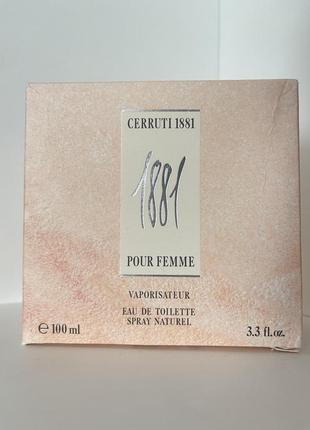 CERRUTI 1881
1881
POUR FEMME
VAPORISATEUR
EAU DE TOILETTE
SPRAY NATUREL
℮ 100 ml
3.3 fl.oz.